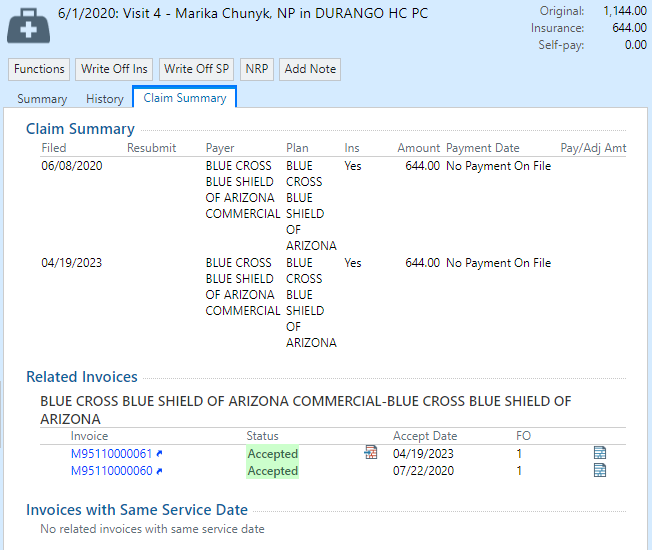 6/1/2020: Visit 4 - Marika Chunyk, NP in DURANGO HC PC
Original: 1,144.00
Insurance: 644.00
Self-pay: 0.00
Functions Write Off Ins Write Off SP NRP Add Note
Summary History Claim Summary
Claim Summary
Filed Resubmit Payer Plan Ins Amount Payment Date Pay/Adj Amt
06/08/2020 BLUE CROSS BLUE Yes 644.00 No Payment On File
BLUE SHIELD CROSS
OF ARIZONA BLUE
COMMERCIAL SHIELD
OF
ARIZONA
04/19/2023 BLUE CROSS BLUE Yes 644.00 No Payment On File
BLUE SHIELD CROSS
OF ARIZONA BLUE
COMMERCIAL SHIELD
OF
ARIZONA
Related Invoices
BLUE CROSS BLUE SHIELD OF ARIZONA COMMERCIAL-BLUE CROSS BLUE SHIELD OF
ARIZONA
Invoice Status Accept Date FO
M95110000061 Accepted 04/19/2023 1
M95110000060 Accepted 07/22/2020 1
Invoices with Same Service Date
No related invoices with same service date